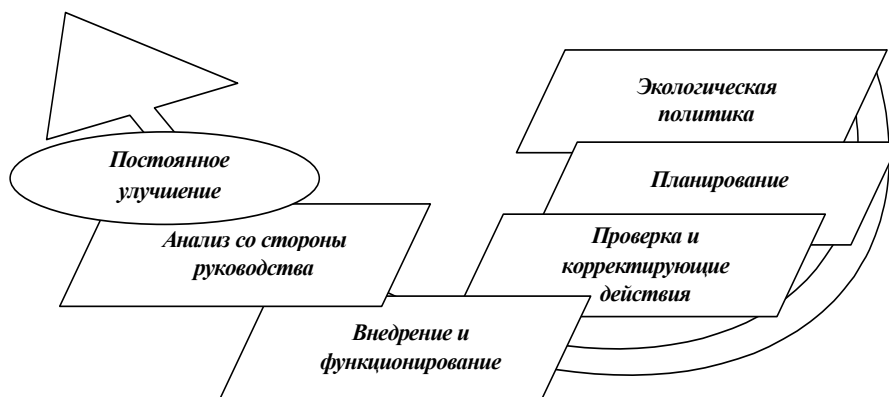 Экологическая
политика
Постоянное
улучшение
Планирование
Анализ со стороны
руководства
Проверка и
корректирующие
действия
Внедрение и
функционирование